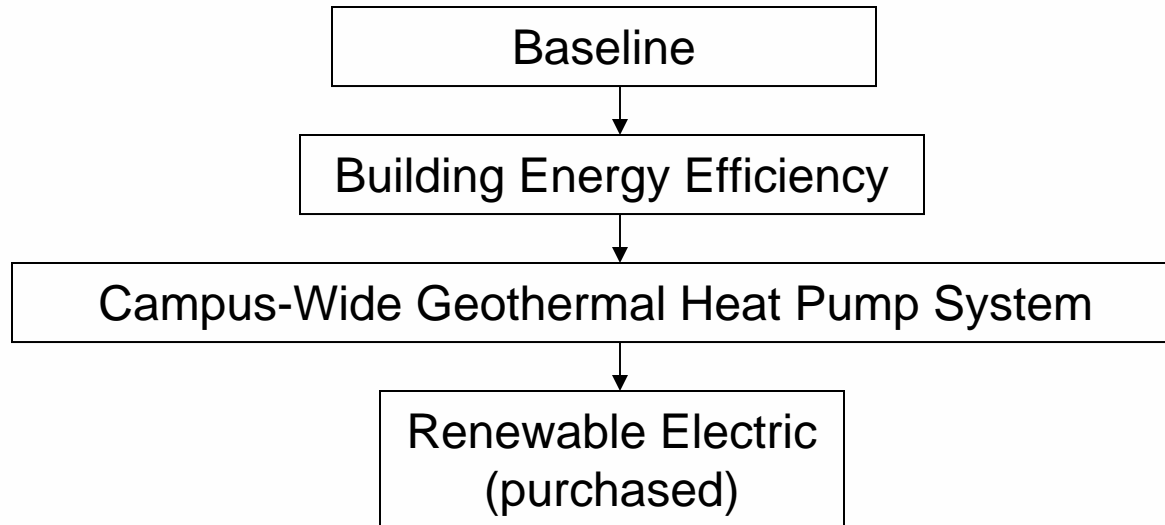 Baseline
Building Energy Efficiency
Campus-Wide Geothermal Heat Pump System
Renewable Electric
(purchased)